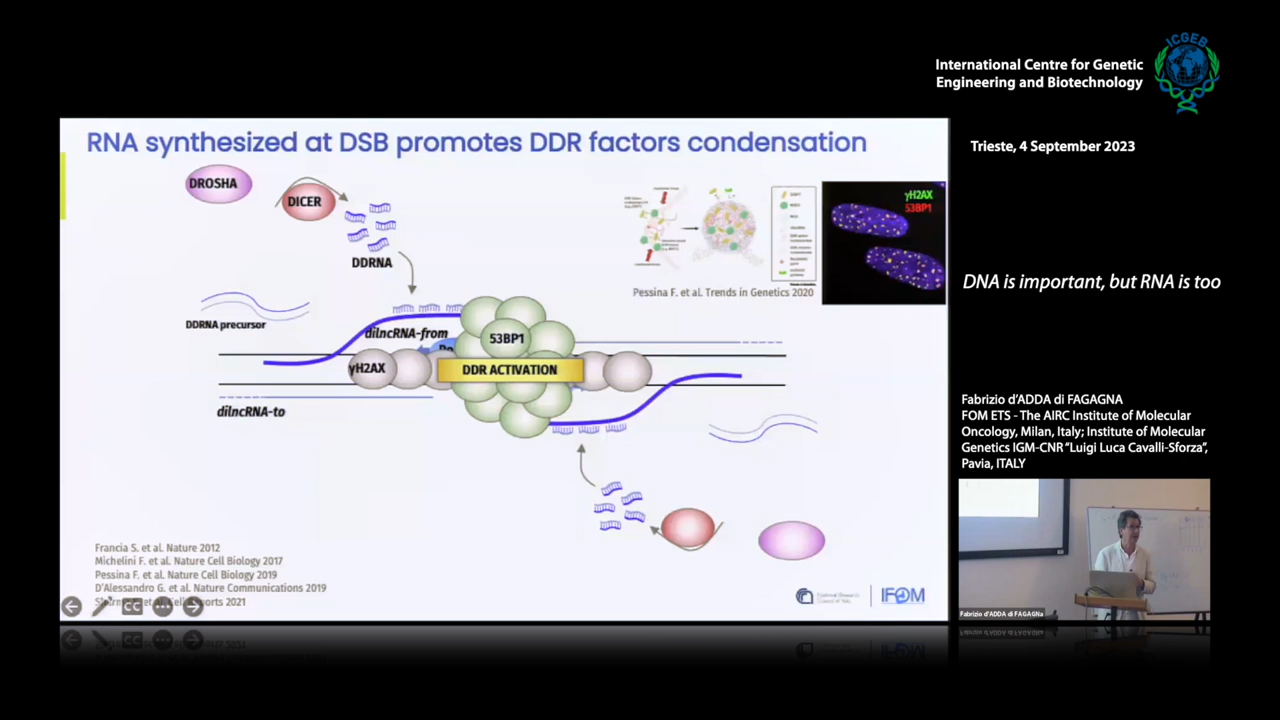 International Centre for Genetic
Engineering and Biotechnology
ICGEB
Trieste, 4 September 2023
DNA is important, but RNA is too
Fabrizio d'ADDA di FAGAGNA
FOM ETS - The AIRC Institute of Molecular
Oncology, Milan, Italy; Institute of Molecular
Genetics IGM-CNR "Luigi Luca Cavalli-Sforza",
Pavia, ITALY
Fabrizio d'ADDA di FAGAGNa
RNA synthesized at DSB promotes DDR factors condensation
DROSHA
DICER
DDRNA
γH2AX
53BP1
Pessina F. et al. Trends in Genetics 2020
DDRNA precursor
dilncRNA-from
53BP1
γH2AX
DDR ACTIVATION
dilncRNA-to
Francia S. et al. Nature 2012
Michelini F. et al. Nature Cell Biology 2017
Pessina F. et al. Nature Cell Biology 2019
D'Alessandro G. et al. Nature Communications 2019
2021
CC
IFOM